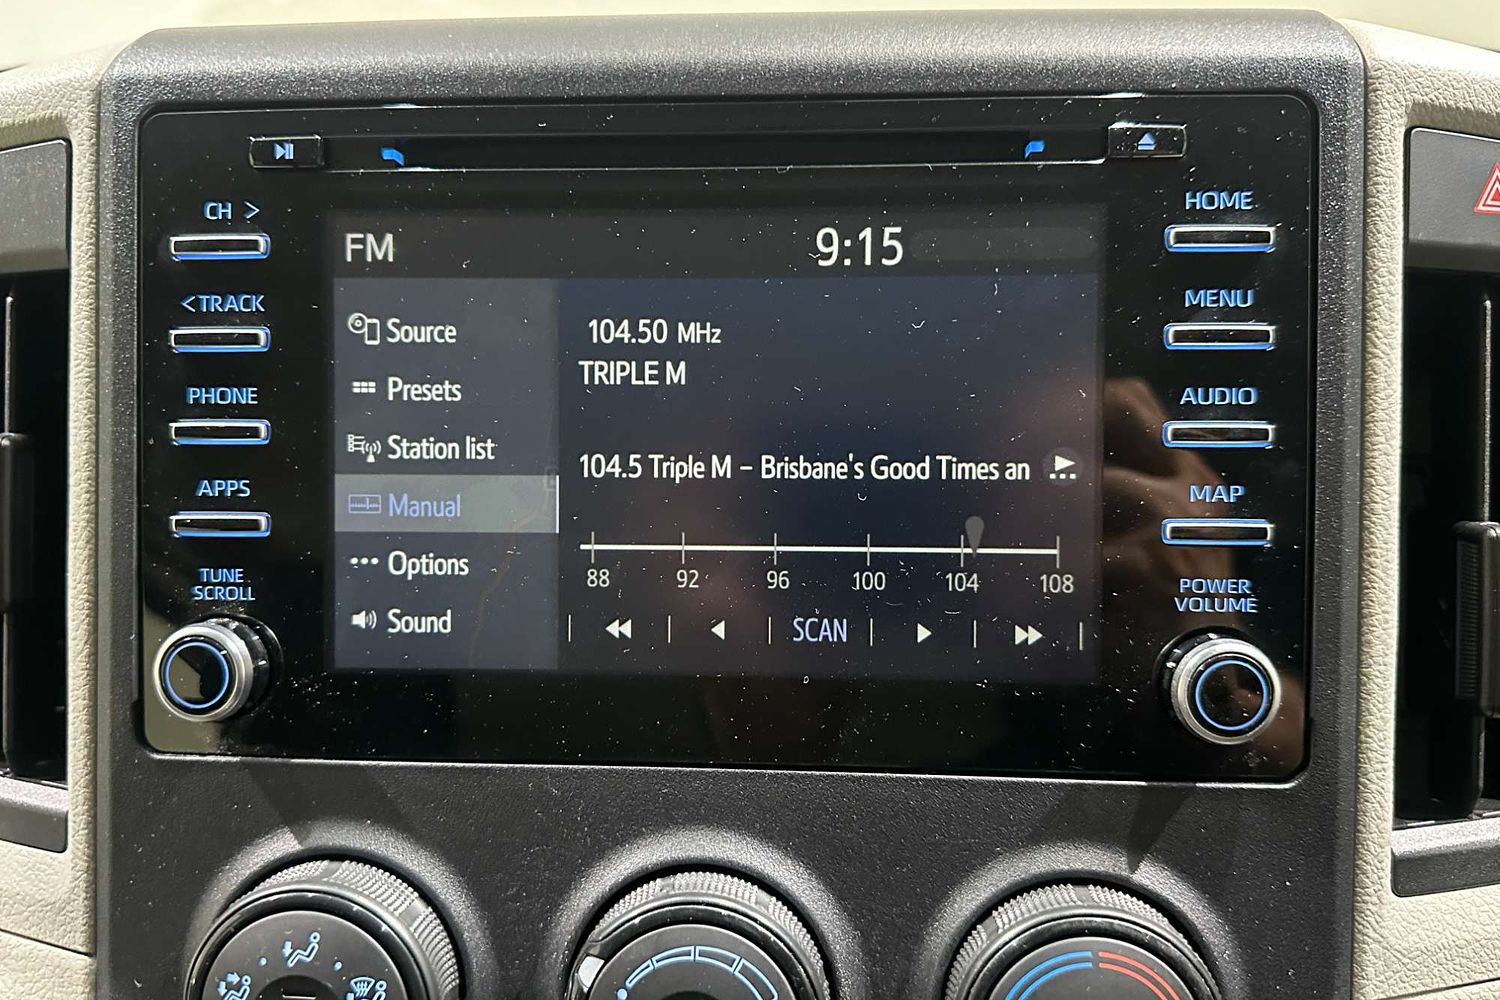 CH >
HOME
FM
9:15
<TRACK
MENU
Source
104.50 MHz
TRIPLE M
PHONE
Presets
AUDIO
Station list
104.5 Triple M – Brisbane's Good Times an
APPS
Manual
MAP
Options
88 92 96 100 104 108
TUNE
SCROLL
POWER
VOLUME
Sound
SCAN